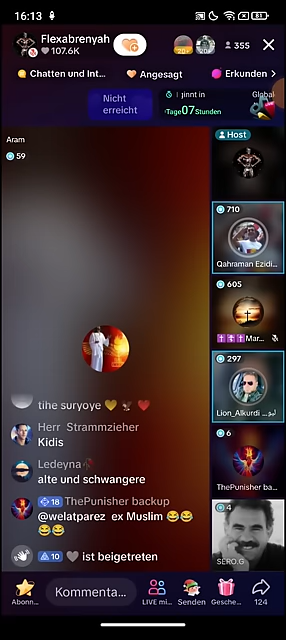 16:13
81
Flexabrenyah
107.6K
355
Chatten und Int...
Angesagt
Erkunden
Nicht
erreicht
jinnt in
Tage07Stunden
Global
Aram
59
Host
710
Qahraman Ezidi...
605
Mar...
297
Lion_Alkurdi
6
ThePunisher ba...
4
SERO.G
tihe suryoye 💛 🦅 ❤️
Herr Strammzieher
Kidis
Ledeyna
alte und schwangere
18 ThePunisher backup
@welatparez ex Muslim 😂😂
😂😂
10 🤍 ist beigetreten
Abonn...
Kommenta...
LIVE mi...
Senden
Gesche...
124